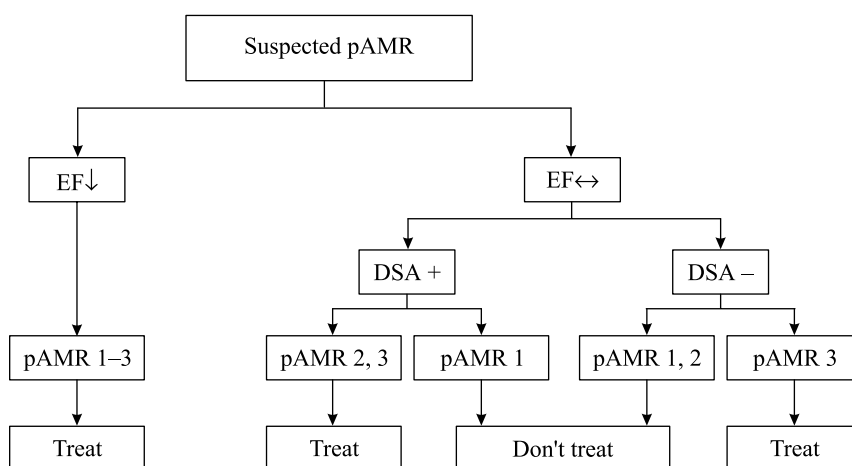 Suspected pAMR
EF↓
EF↔
DSA +
DSA –
pAMR 1–3
pAMR 2, 3
pAMR 1
pAMR 1, 2
pAMR 3
Treat
Treat
Don't treat
Treat